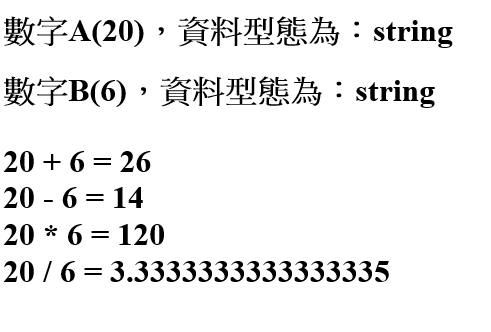 數字A(20)，資料型態為：string
數字B(6)，資料型態為：string
20 + 6 = 26
20 - 6 = 14
20 * 6 = 120
20 / 6 = 3.3333333333333335